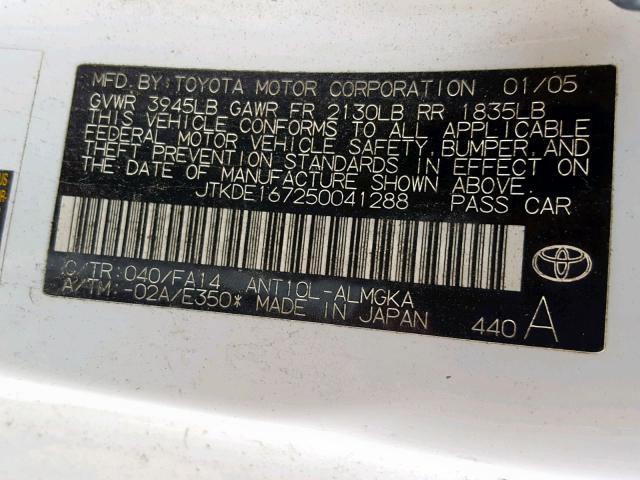 MFD. BY: TOYOTA MOTOR CORPORATION 01/05
GVWR 3945LB GAWR FR 2130LB RR 1835LB
THIS VEHICLE CONFORMS TO ALL APPLICABLE
FEDERAL MOTOR VEHICLE SAFETY, BUMPER, AND
THEFT PREVENTION STANDARDS IN EFFECT ON
THE DATE OF MANUFACTURE SHOWN ABOVE.
JTKDE167250041288 PASS CAR
C/TR: 040/FA14 ANT10L-ALMGKA
A/TM: -02A/E350* MADE IN JAPAN 440 A